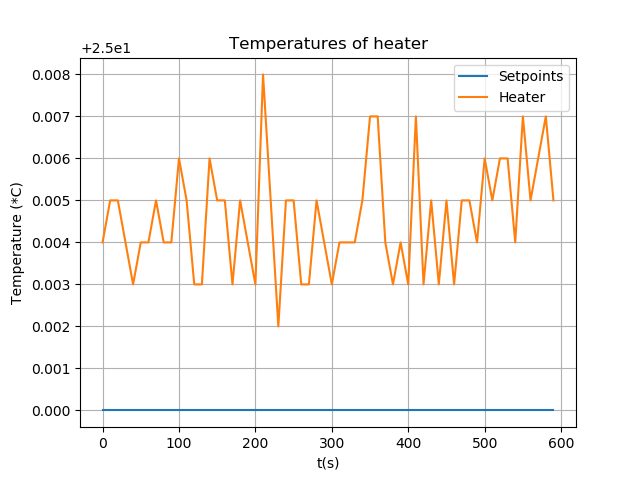 Temperatures of heater
+2.5e1
Setpoints
Heater
Temperature (*C)
0.008
0.007
0.006
0.005
0.004
0.003
0.002
0.001
0.000
0 100 200 300 400 500 600
t(s)